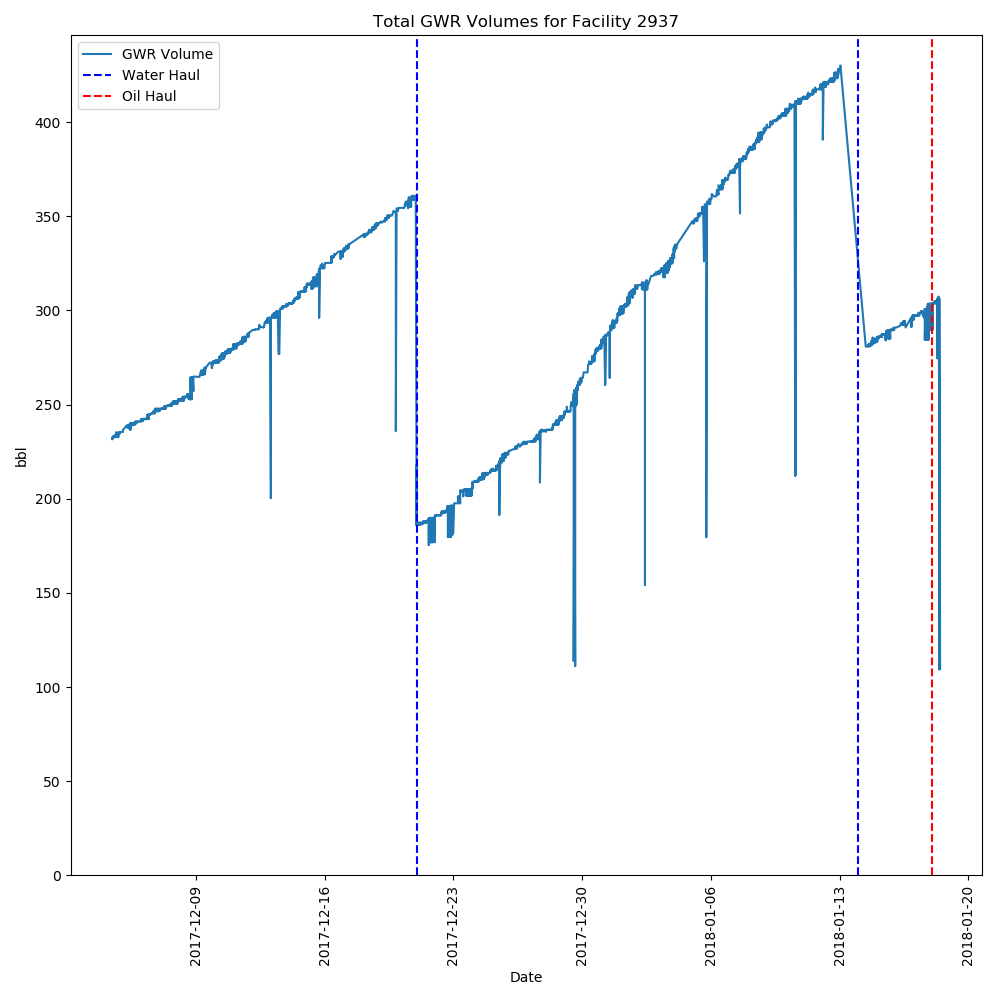 Total GWR Volumes for Facility 2937
GWR Volume
Water Haul
Oil Haul
bbl
400
350
300
250
200
150
100
50
0
2017-12-09
2017-12-16
2017-12-23
2017-12-30
2018-01-06
2018-01-13
2018-01-20
Date